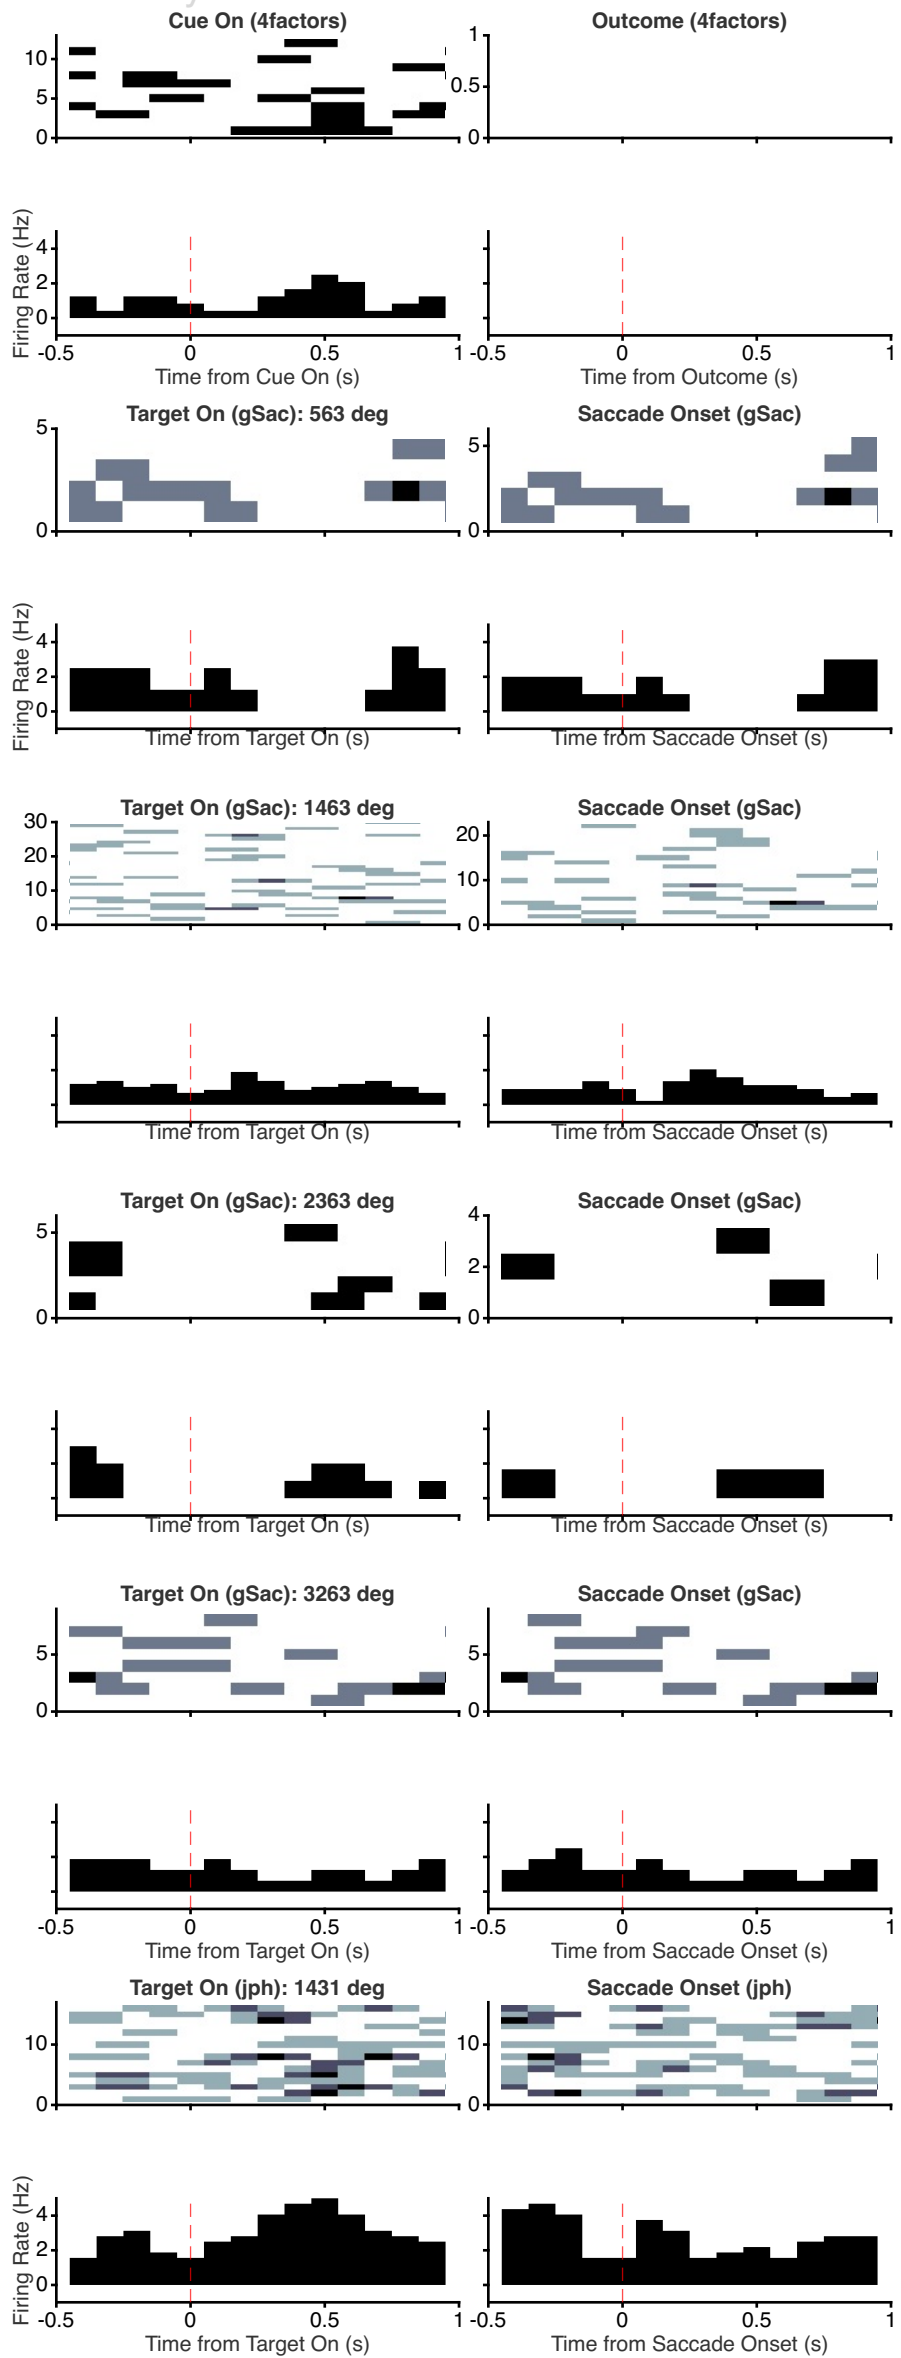 Cue On (4factors) Outcome (4factors)
10
5
0
1
0.5
0
Firing Rate (Hz)
4
2
0
-0.5 0 0.5 1 -0.5 0 0.5 1
Time from Cue On (s) Time from Outcome (s)
Target On (gSac): 563 deg Saccade Onset (gSac)
5
0
5
0
Firing Rate (Hz)
4
2
0
Time from Target On (s) Time from Saccade Onset (s)
Target On (gSac): 1463 deg Saccade Onset (gSac)
30
20
10
0
20
10
0
Time from Target On (s) Time from Saccade Onset (s)
Target On (gSac): 2363 deg Saccade Onset (gSac)
5
0
4
2
0
Time from Target On (s) Time from Saccade Onset (s)
Target On (gSac): 3263 deg Saccade Onset (gSac)
5
0
5
0
-0.5 0 0.5 1 -0.5 0 0.5 1
Time from Target On (s) Time from Saccade Onset (s)
Target On (jph): 1431 deg Saccade Onset (jph)
10
0
10
0
Firing Rate (Hz)
4
2
0
-0.5 0 0.5 1 -0.5 0 0.5 1
Time from Target On (s) Time from Saccade Onset (s)